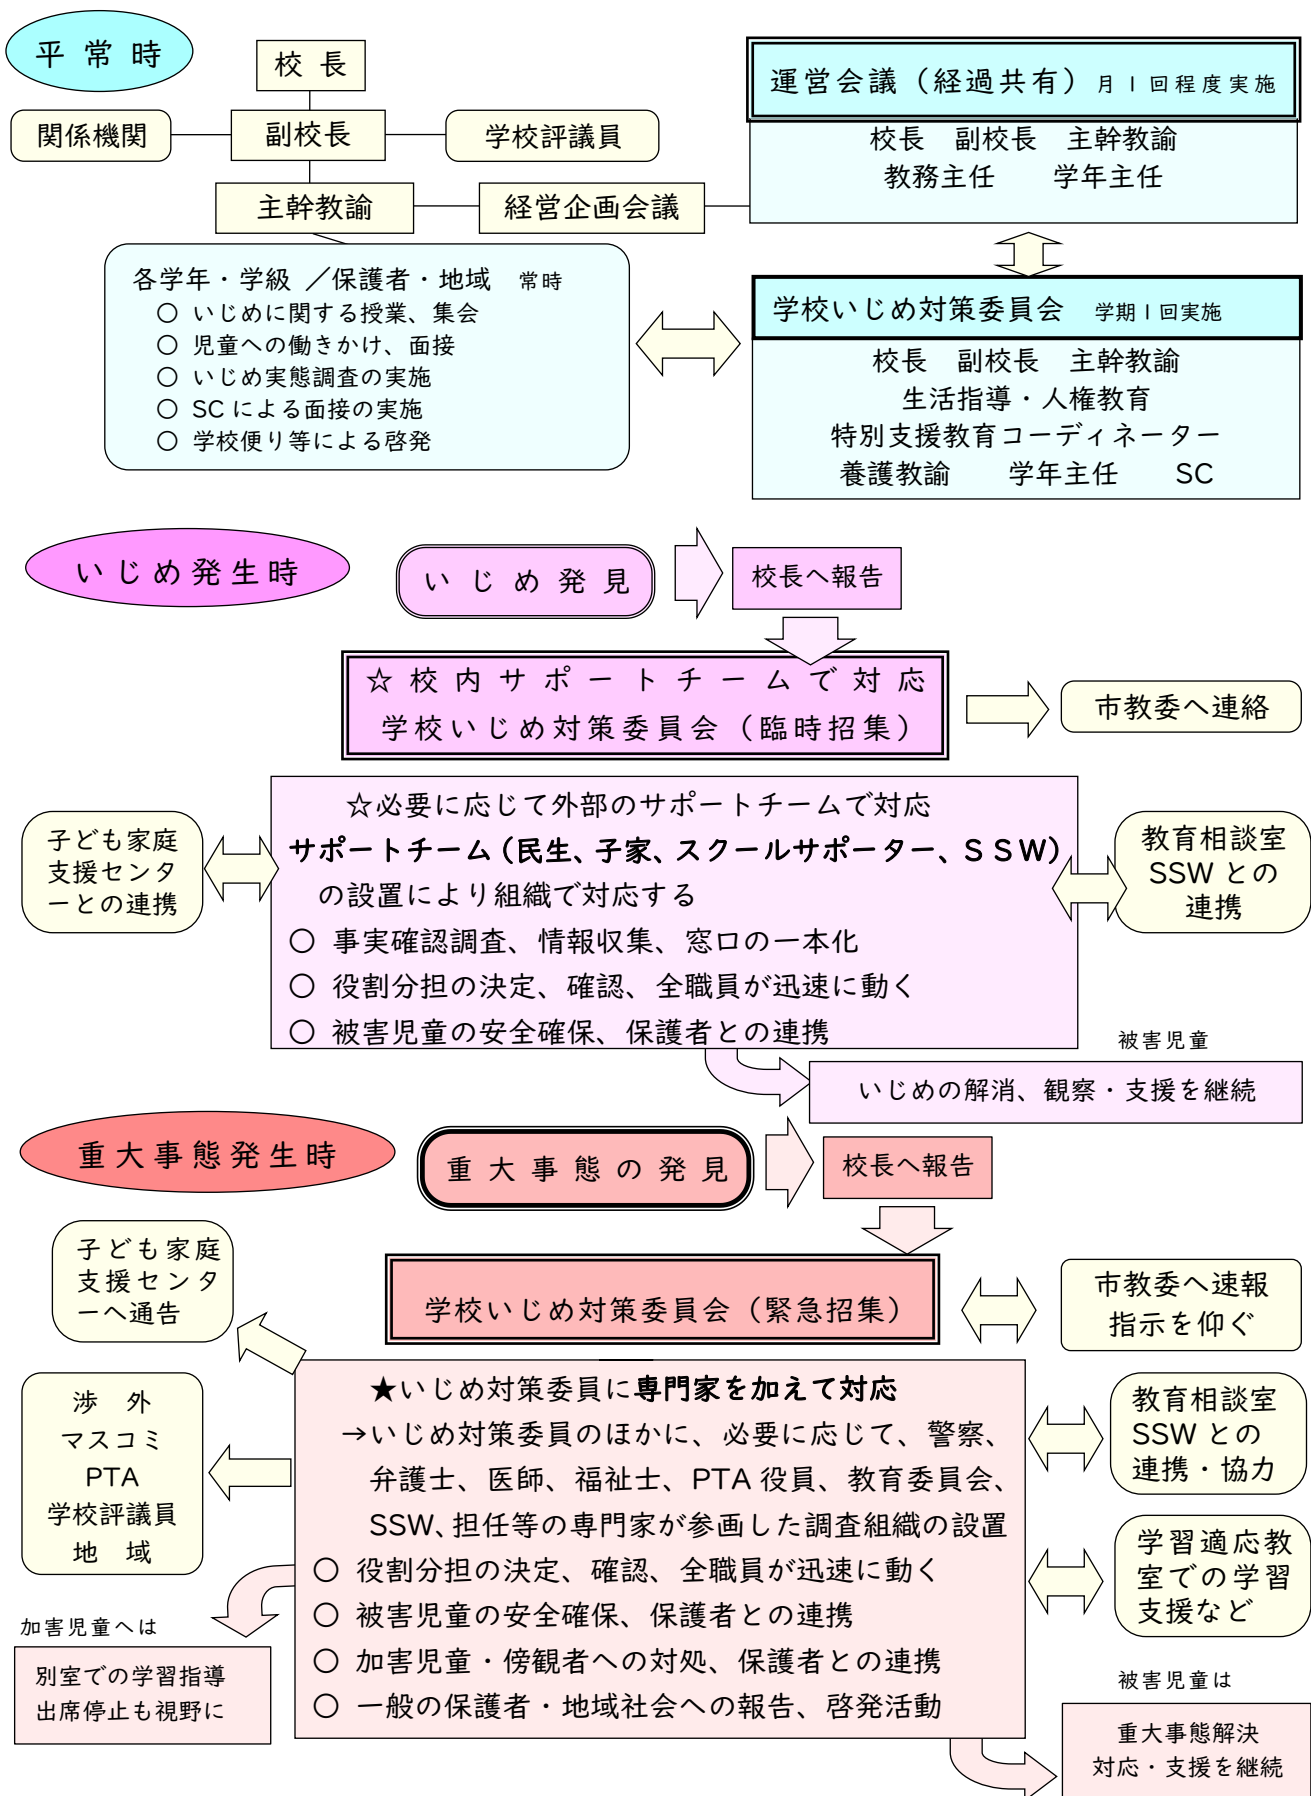 平常時
校長
関係機関
副校長
学校評議員
主幹教諭
経営企画会議
運営会議（経過共有）月１回程度実施
校長　副校長　主幹教諭
教務主任　　学年主任
各学年・学級 ／保護者・地域　常時
○ いじめに関する授業、集会
○ 児童への働きかけ、面接
○ いじめ実態調査の実施
○ SC による面接の実施
○ 学校便り等による啓発
学校いじめ対策委員会　学期１回実施
校長　副校長　主幹教諭
生活指導・人権教育
特別支援教育コーディネーター
養護教諭　　学年主任　　SC
いじめ発生時
いじめ発見
校長へ報告
☆校内サポートチームで対応
学校いじめ対策委員会（臨時招集）
市教委へ連絡
☆必要に応じて外部のサポートチームで対応
サポートチーム（民生、子家、スクールサポーター、ＳＳＷ）
の設置により組織で対応する
○ 事実確認調査、情報収集、窓口の一本化
○ 役割分担の決定、確認、全職員が迅速に動く
○ 被害児童の安全確保、保護者との連携
子ども家庭
支援センタ
ーとの連携
教育相談室
SSW との
連携
被害児童
いじめの解消、観察・支援を継続
重大事態発生時
重大事態の発見
校長へ報告
子ども家庭
支援センタ
ーへ通告
学校いじめ対策委員会（緊急招集）
市教委へ速報
指示を仰ぐ
★いじめ対策委員に専門家を加えて対応
→いじめ対策委員のほかに、必要に応じて、警察、
弁護士、医師、福祉士、PTA 役員、教育委員会、
SSW、担任等の専門家が参画した調査組織の設置
○ 役割分担の決定、確認、全職員が迅速に動く
○ 被害児童の安全確保、保護者との連携
○ 加害児童・傍観者への対処、保護者との連携
○ 一般の保護者・地域社会への報告、啓発活動
渉　外
マスコミ
PTA
学校評議員
地　域
教育相談室
SSW との
連携・協力
学習適応教
室での学習
支援など
加害児童へは
別室での学習指導
出席停止も視野に
被害児童は
重大事態解決
対応・支援を継続